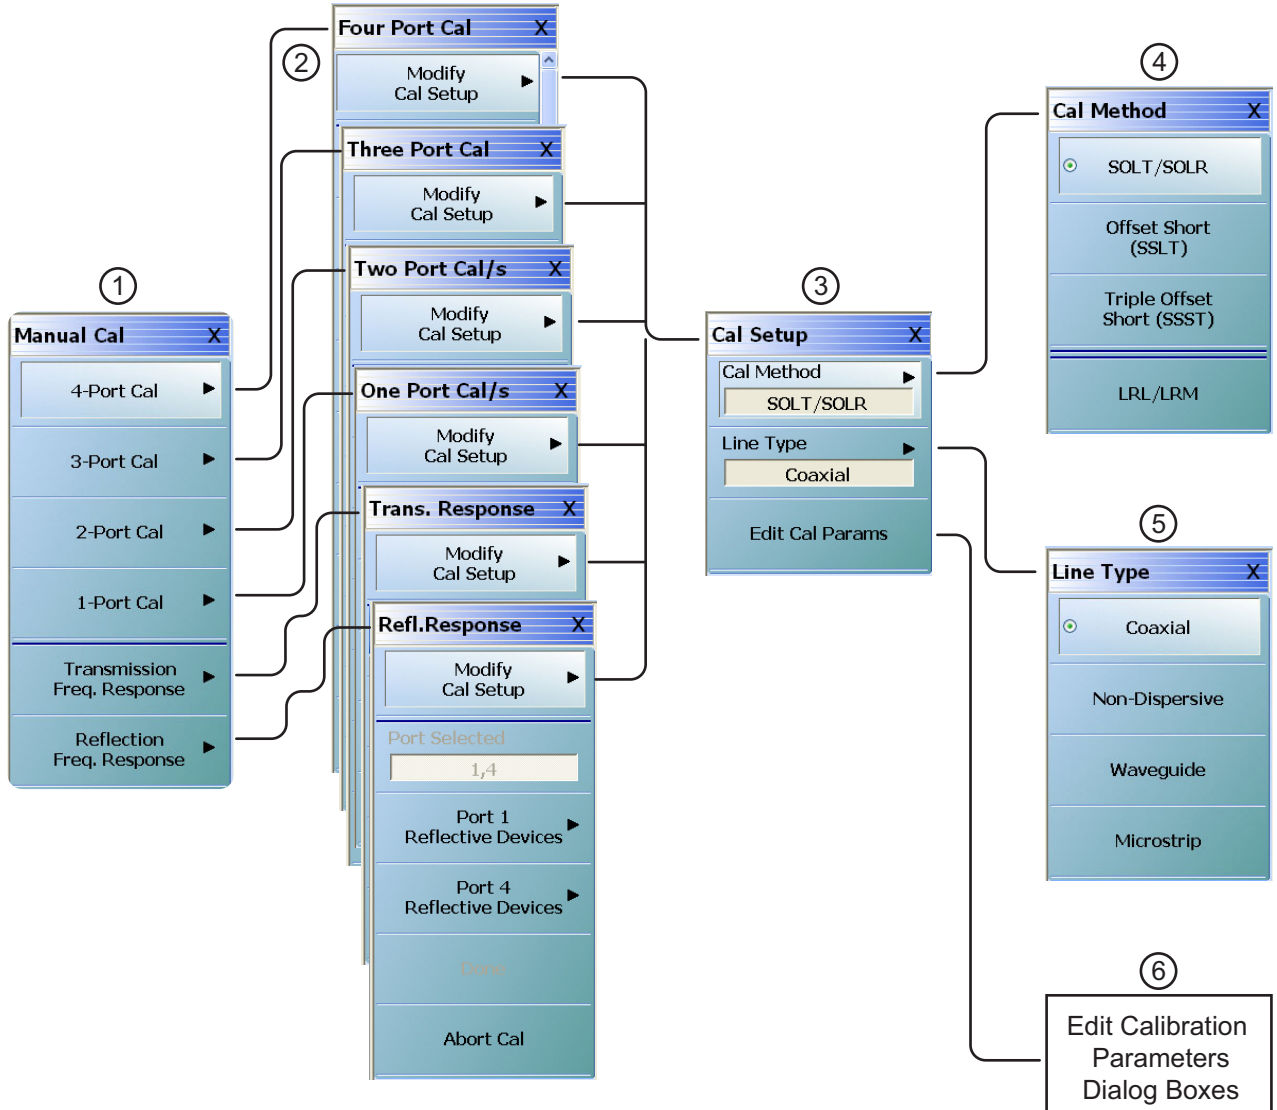 1
Manual Cal X
4-Port Cal
3-Port Cal
2-Port Cal
1-Port Cal
Transmission
Freq. Response
Reflection
Freq. Response
2
Four Port Cal X
Modify
Cal Setup
Three Port Cal X
Modify
Cal Setup
Two Port Cal/s X
Modify
Cal Setup
One Port Cal/s X
Modify
Cal Setup
Trans. Response X
Modify
Cal Setup
Refl.Response X
Modify
Cal Setup
Port Selected
1,4
Port 1
Reflective Devices
Port 4
Reflective Devices
Done
Abort Cal
3
Cal Setup X
Cal Method
SOLT/SOLR
Line Type
Coaxial
Edit Cal Params
4
Cal Method X
SOLT/SOLR
Offset Short
(SSLT)
Triple Offset
Short (SSST)
LRL/LRM
5
Line Type X
Coaxial
Non-Dispersive
Waveguide
Microstrip
6
Edit Calibration
Parameters
Dialog Boxes